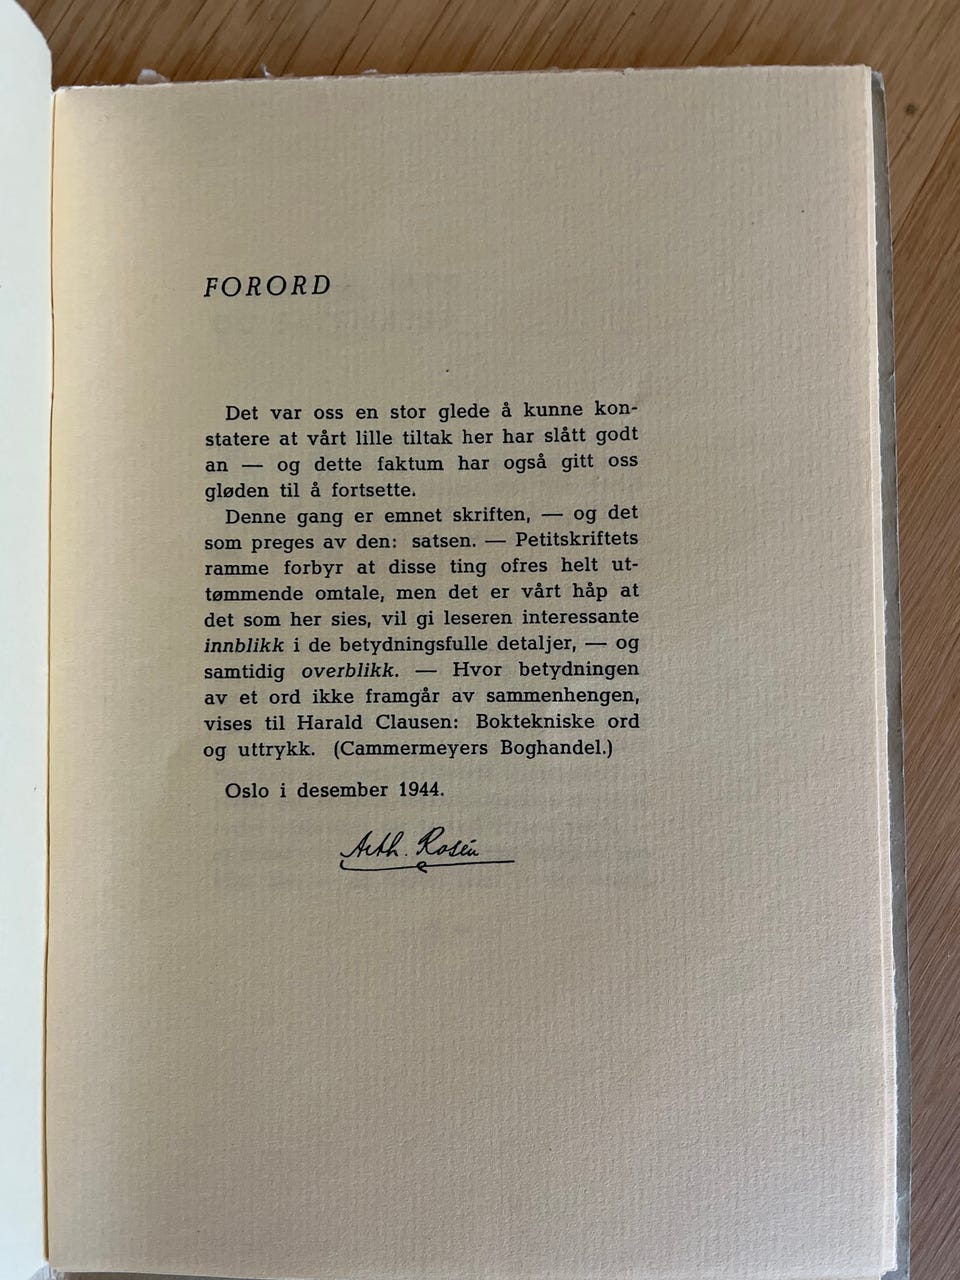 FORORD
Det var oss en stor glede å kunne kon-
statere at vårt lille tiltak her har slått godt
an — og dette faktum har også gitt oss
gløden til å fortsette.
Denne gang er emnet skriften, — og det
som preges av den: satsen. — Petitskriftets
ramme forbyr at disse ting ofres helt ut-
tømmende omtale, men det er vårt håp at
det som her sies, vil gi leseren interessante
innblikk i de betydningsfulle detaljer, — og
samtidig overblikk. — Hvor betydningen
av et ord ikke framgår av sammenhengen,
vises til Harald Clausen: Boktekniske ord
og uttrykk. (Cammermeyers Boghandel.)
Oslo i desember 1944.
Arth. Rosén